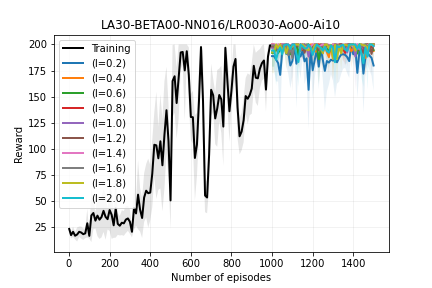 LA30-BETA00-NN016/LR0030-Ao00-Ai10
200
175
150
125
100
75
50
25
Reward
Training
(l=0.2)
(l=0.4)
(l=0.6)
(l=0.8)
(l=1.0)
(l=1.2)
(l=1.4)
(l=1.6)
(l=1.8)
(l=2.0)
0 200 400 600 800 1000 1200 1400
Number of episodes